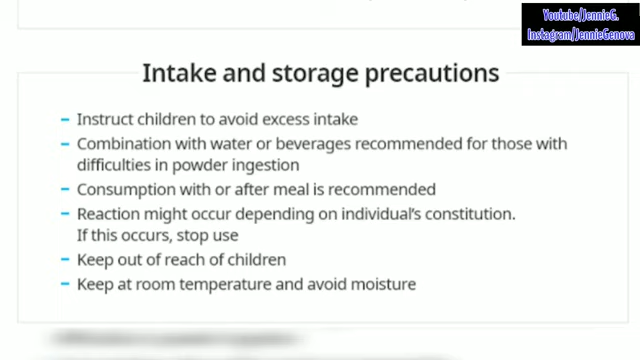 Youtube/JennieG.
Instagram/JennieGenova
Intake and storage precautions
– Instruct children to avoid excess intake
– Combination with water or beverages recommended for those with
difficulties in powder ingestion
– Consumption with or after meal is recommended
– Reaction might occur depending on individual's constitution.
If this occurs, stop use
– Keep out of reach of children
– Keep at room temperature and avoid moisture